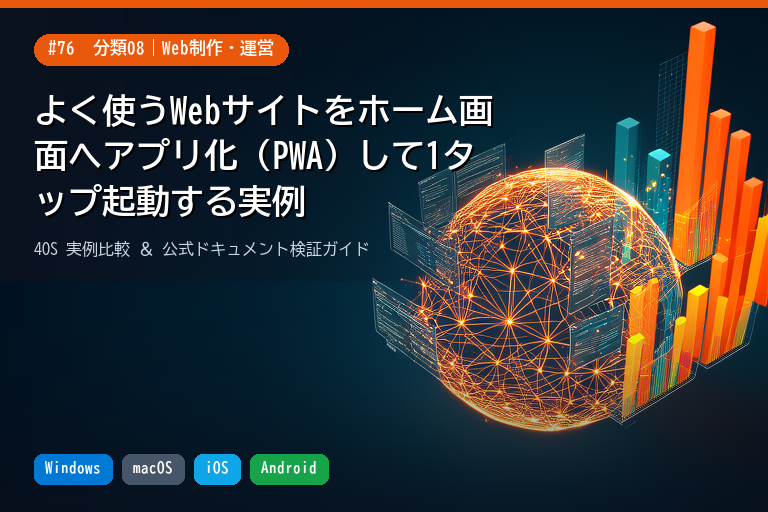 #76 分類08｜Web制作・運営
よく使うWebサイトをホーム画
面へアプリ化（PWA）して1タ
ップ起動する実例
4OS 実例比較 ＆ 公式ドキュメント検証ガイド
Windows
macOS
iOS
Android